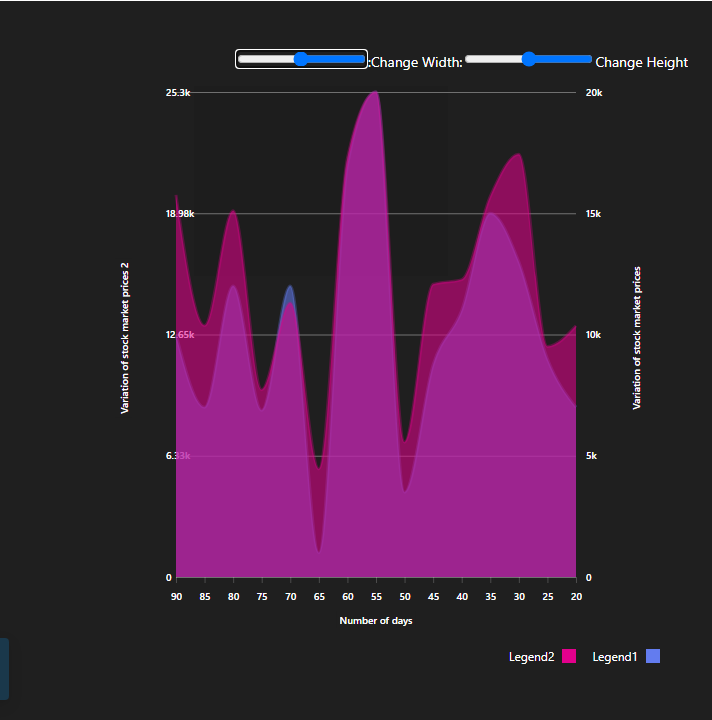 :Change Width: Change Height
25.3k 20k
18.98k 15k
12.65k 10k
6.33k 5k
0 0
Variation of stock market prices 2
Variation of stock market prices
90 85 80 75 70 65 60 55 50 45 40 35 30 25 20
Number of days
Legend2 Legend1